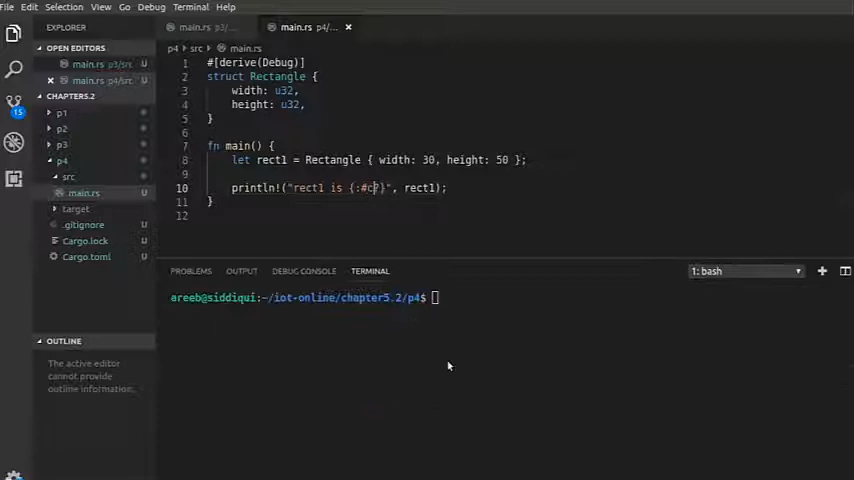 File Edit Selection View Go Debug Terminal Help
EXPLORER
main.rs p3/...
main.rs p4/... ×
OPEN EDITORS
main.rs p3/src U
× main.rs p4/src U
CHAPTER5.2
p1
p2
p3
p4
src
main.rs U
target
.gitignore U
Cargo.lock U
Cargo.toml U
15
p4 › src › main.rs
1 #[derive(Debug)]
2 struct Rectangle {
3 width: u32,
4 height: u32,
5 }
6
7 fn main() {
8 let rect1 = Rectangle { width: 30, height: 50 };
9
10 println!("rect1 is {:#c?}", rect1);
11 }
12
PROBLEMS OUTPUT DEBUG CONSOLE TERMINAL
1: bash
areeb@siddiqui:~/iot-online/chapter5.2/p4$
OUTLINE
The active editor
cannot provide
outline information.